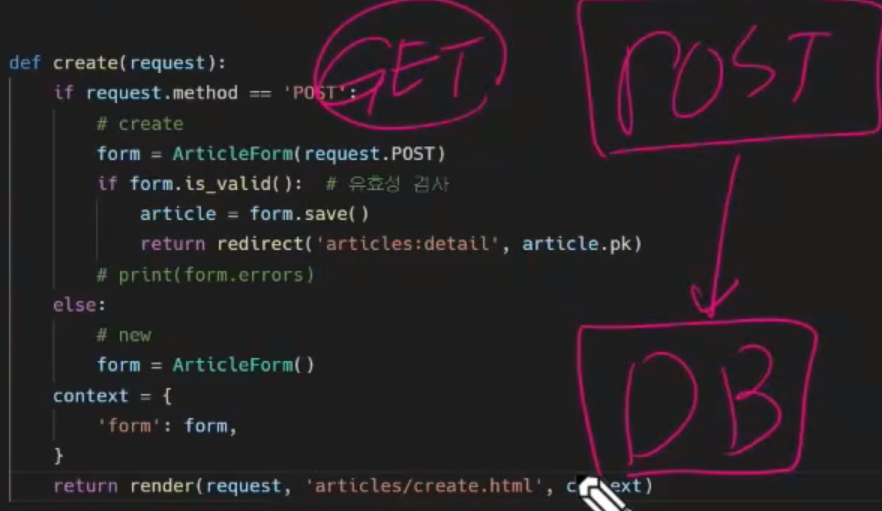 def create(request):
if request.method == 'POST':
# create
form = ArticleForm(request.POST)
if form.is_valid():  # 유효성 검사
article = form.save()
return redirect('articles:detail', article.pk)
# print(form.errors)
else:
# new
form = ArticleForm()
context = {
'form': form,
}
return render(request, 'articles/create.html', context)
GET
POST
DB